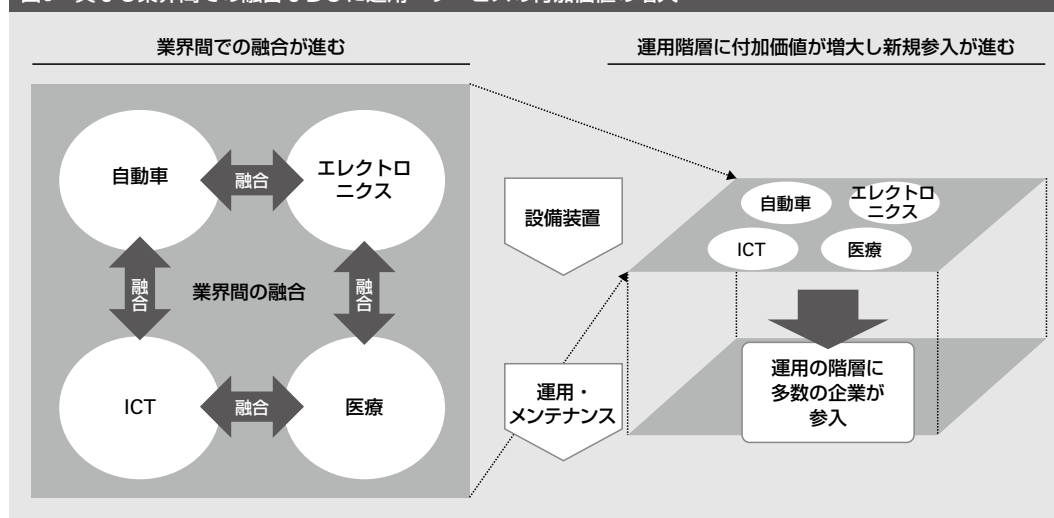 業界間での融合が進む
運用階層に付加価値が増大し新規参入が進む
自動車
融合
エレクトロ
ニクス
融合
業界間の融合
融合
ICT
融合
医療
設備装置
運用・
メンテナンス
自動車
エレクトロ
ニクス
ICT
医療
運用の階層に
多数の企業が
参入